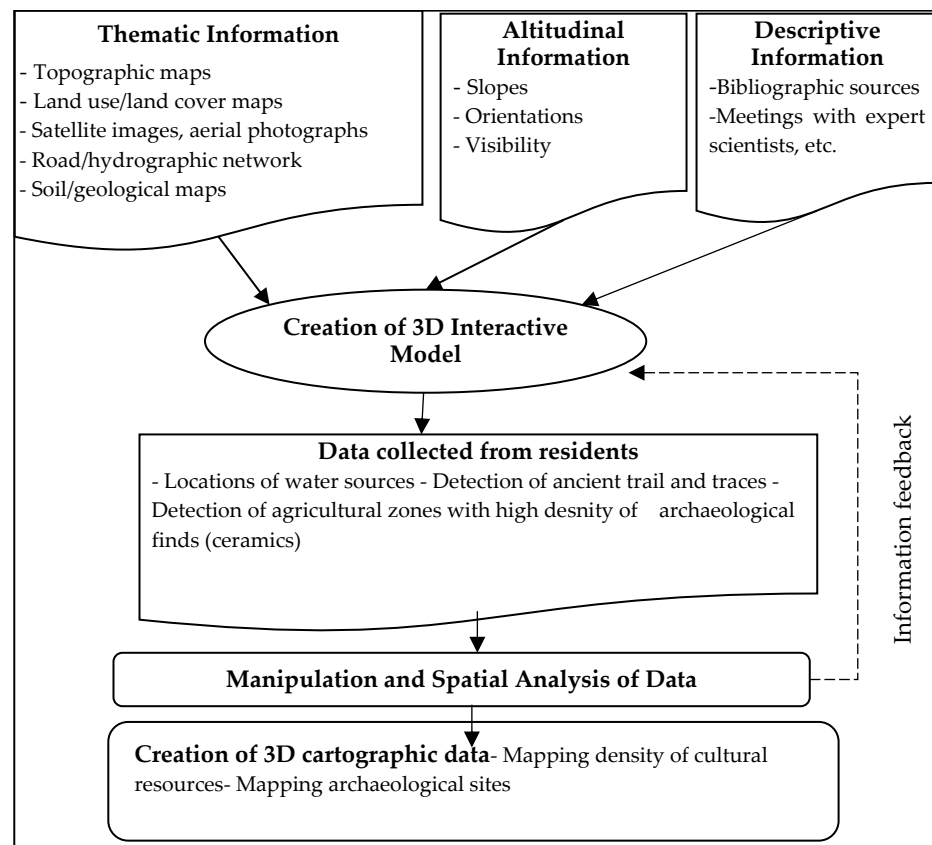 Thematic Information
- Topographic maps
- Land use/land cover maps
- Satellite images, aerial photographs
- Road/hydrographic network
- Soil/geological maps
Altitudinal
Information
- Slopes
- Orientations
- Visibility
Descriptive
Information
-Bibliographic sources
-Meetings with expert
scientists, etc.
Creation of 3D Interactive
Model
Data collected from residents
- Locations of water sources - Detection of ancient trail and traces -
Detection of agricultural zones with high desnity of archaeological
finds (ceramics)
Information feedback
Manipulation and Spatial Analysis of Data
Creation of 3D cartographic data- Mapping density of cultural
resources- Mapping archaeological sites